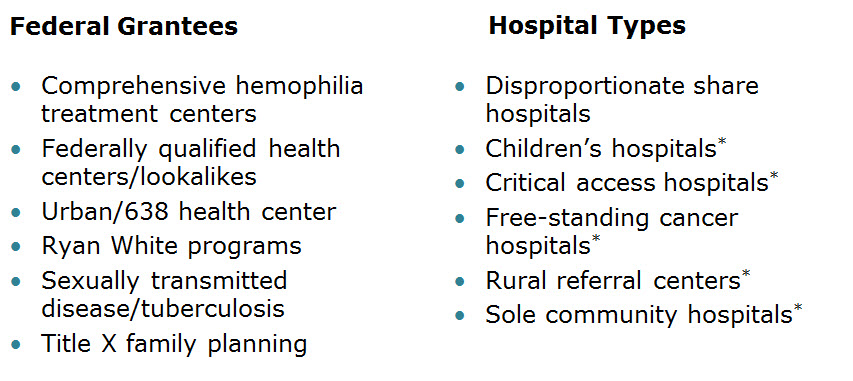 Federal Grantees
• Comprehensive hemophilia
treatment centers
• Federally qualified health
centers/lookalikes
• Urban/638 health center
• Ryan White programs
• Sexually transmitted
disease/tuberculosis
• Title X family planning
Hospital Types
• Disproportionate share
hospitals
• Children’s hospitals*
• Critical access hospitals*
• Free-standing cancer
hospitals*
• Rural referral centers*
• Sole community hospitals*